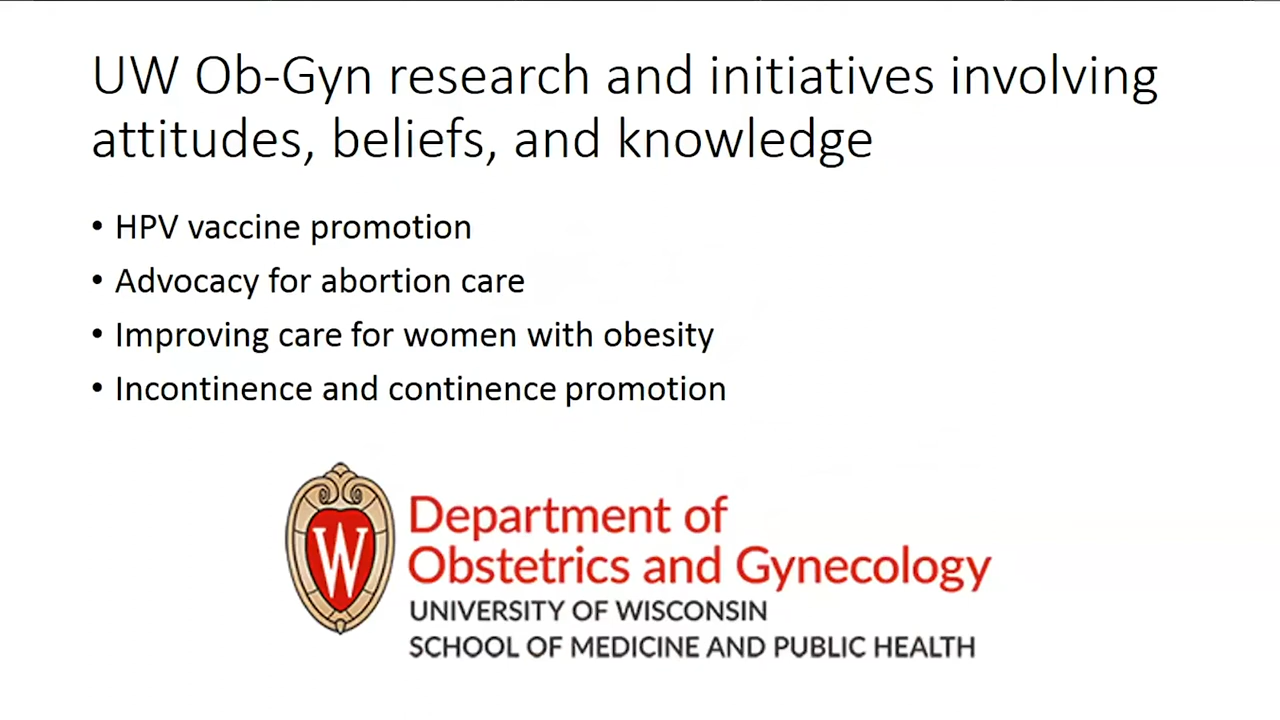 UW Ob-Gyn research and initiatives involving
attitudes, beliefs, and knowledge
• HPV vaccine promotion
• Advocacy for abortion care
• Improving care for women with obesity
• Incontinence and continence promotion
W
Department of
Obstetrics and Gynecology
UNIVERSITY OF WISCONSIN
SCHOOL OF MEDICINE AND PUBLIC HEALTH